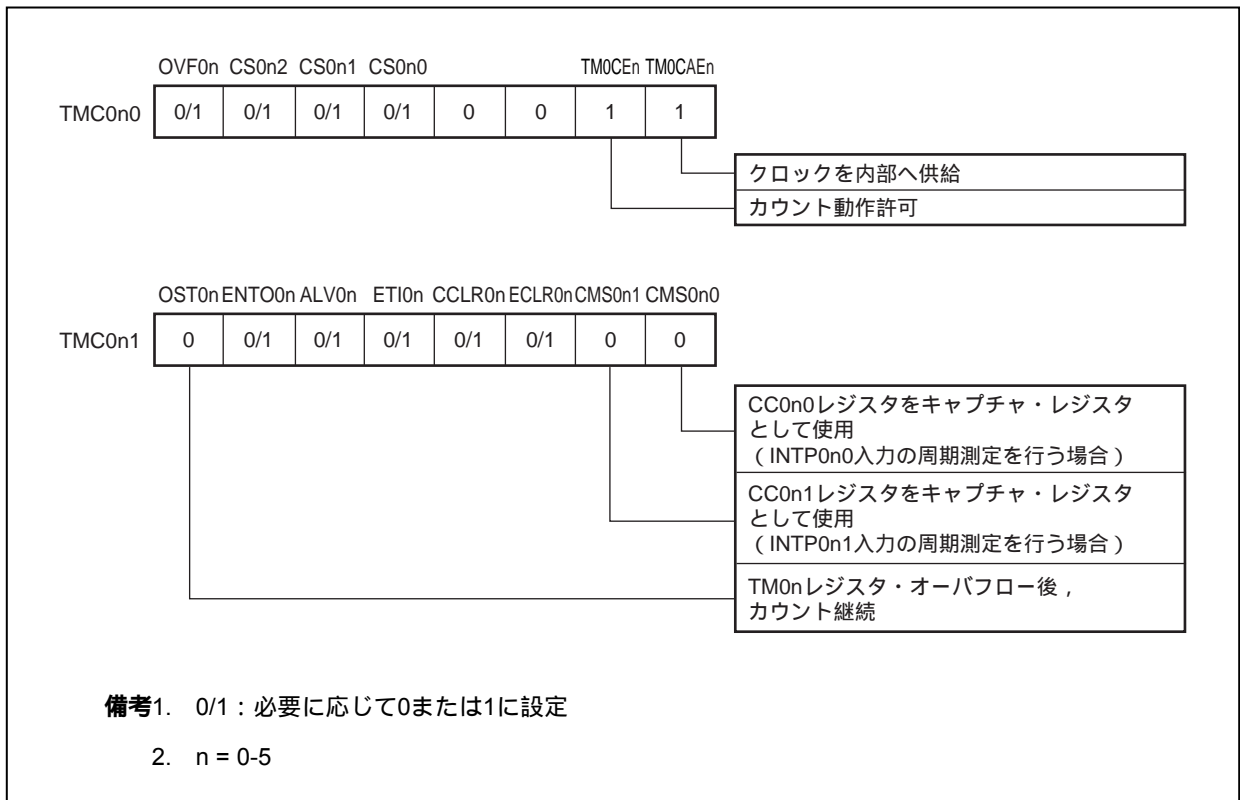 OVF0n CS0n2 CS0n1 CS0n0 TM0CEn TM0CAEn
TMC0n0 0/1 0/1 0/1 0/1 0 0 1 1
クロックを内部へ供給
カウント動作許可
OST0n ENTO0n ALV0n ETI0n CCLR0n ECLR0n CMS0n1 CMS0n0
TMC0n1 0 0/1 0/1 0/1 0/1 0/1 0 0
CC0n0レジスタをキャプチャ・レジスタ
として使用
(INTP0n0入力の周期測定を行う場合)
CC0n1レジスタをキャプチャ・レジスタ
として使用
(INTP0n1入力の周期測定を行う場合)
TM0nレジスタ・オーバフロー後,
カウント継続
備考1. 0/1:必要に応じて0または1に設定
2. n = 0-5